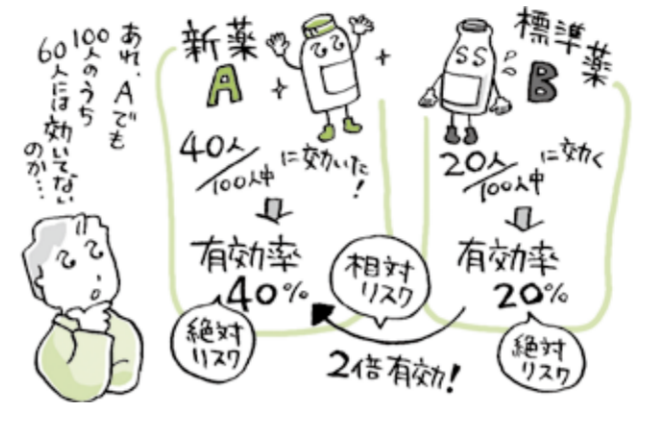 あれ、Aでも
100人のうち
60人には効いてない
のか…
新薬
A
40人/100人中 に効いた!
有効率
40%
絶対
リスク
標準薬
B
20人/100人中 に効く
有効率
20%
絶対
リスク
相対
リスク
2倍有効!